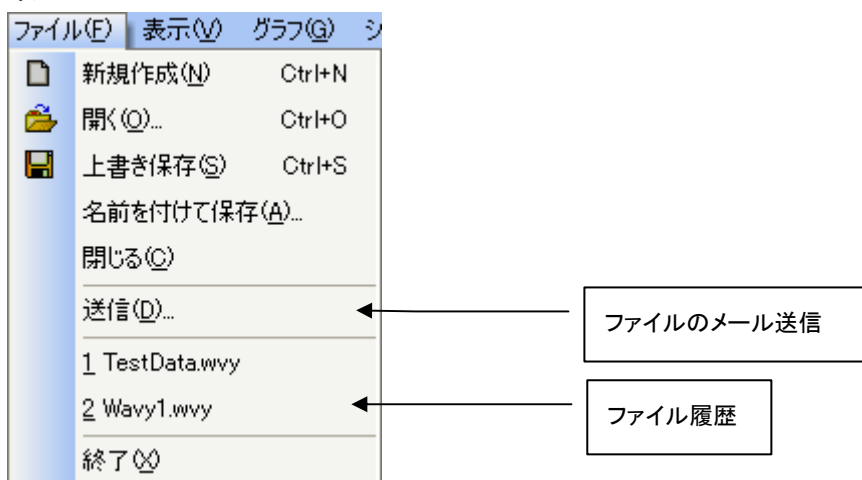 ファイル(F) 表示(V) グラフ(G) シ
新規作成(N) Ctrl+N
開く(O)... Ctrl+O
上書き保存(S) Ctrl+S
名前を付けて保存(A)...
閉じる(C)
送信(D)...
ファイルのメール送信
1 TestData.wvy
2 Wavy1.wvy
ファイル履歴
終了(X)